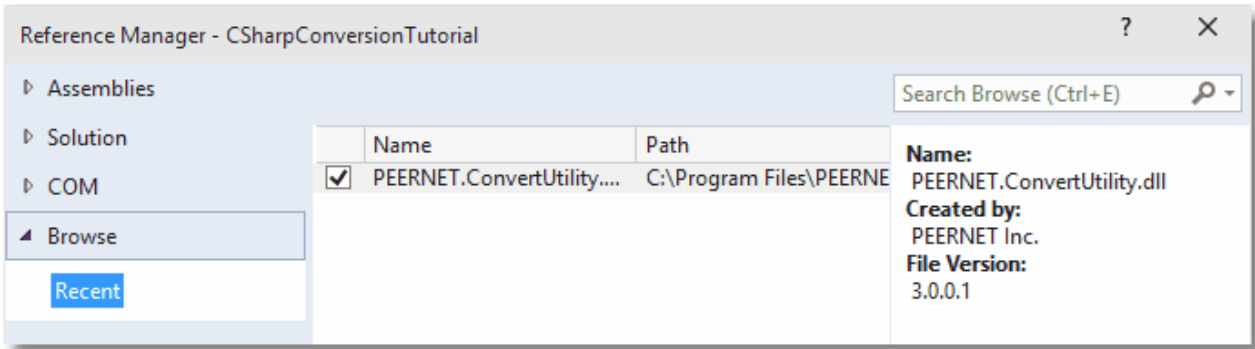 Reference Manager - CSharpConversionTutorial ?
Assemblies
Search Browse (Ctrl+E)
Solution
COM
Browse
Recent
Name Path
PEERNET.ConvertUtility.... C:\Program Files\PEERNE
Name:
PEERNET.ConvertUtility.dll
Created by:
PEERNET Inc.
File Version:
3.0.0.1